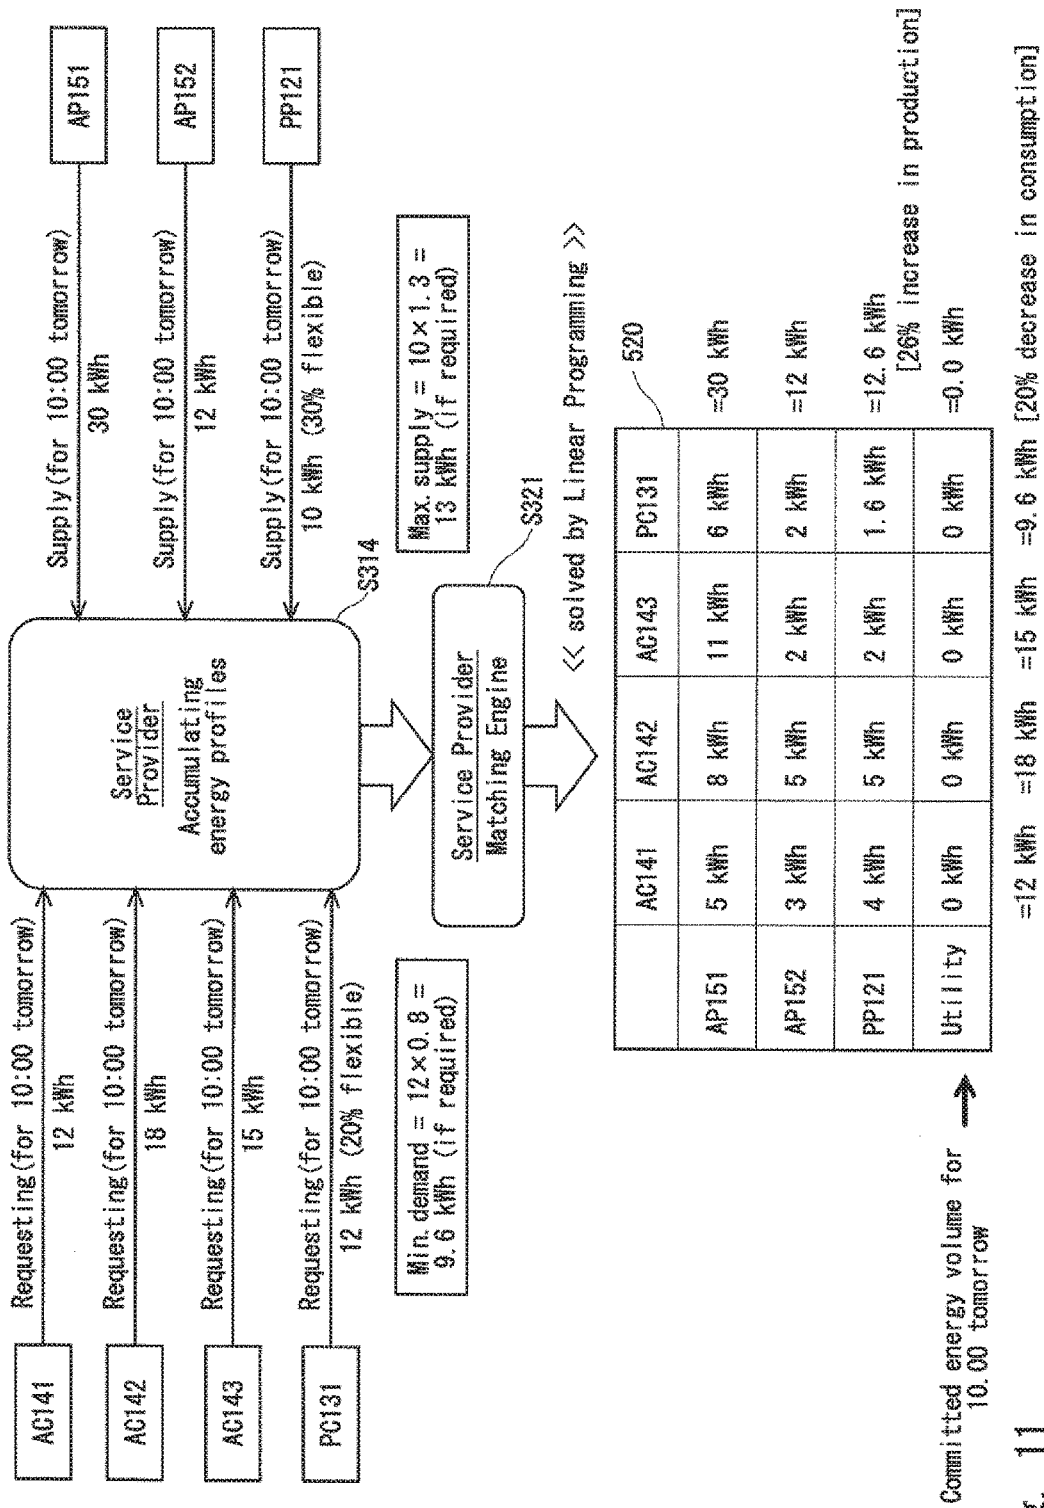 AC141
Requesting(for 10:00 tomorrow)
12 kWh
AC142
Requesting(for 10:00 tomorrow)
18 kWh
AC143
Requesting(for 10:00 tomorrow)
15 kWh
PC131
Requesting(for 10:00 tomorrow)
12 kWh (20% flexible)
Min. demand = 12×0.8 =
9.6 kWh (if required)
Service
Provider
Accumulating
energy profiles
S314
Supply(for 10:00 tomorrow)
30 kWh
AP151
Supply(for 10:00 tomorrow)
12 kWh
AP152
Supply(for 10:00 tomorrow)
10 kWh (30% flexible)
PP121
Max. supply = 10×1.3 =
13 kWh (if required)
Service Provider
Matching Engine
S321
<< solved by Linear Programming >>
520
AC141 AC142 AC143 PC131
AP151 5 kWh 8 kWh 11 kWh 6 kWh =30 kWh
AP152 3 kWh 5 kWh 2 kWh 2 kWh =12 kWh
PP121 4 kWh 5 kWh 2 kWh 1.6 kWh =12.6 kWh
[26% increase in production]
Utility 0 kWh 0 kWh 0 kWh 0 kWh =0.0 kWh
=12 kWh =18 kWh =15 kWh =9.6 kWh [20% decrease in consumption]
Committed energy volume for
10.00 tomorrow
11